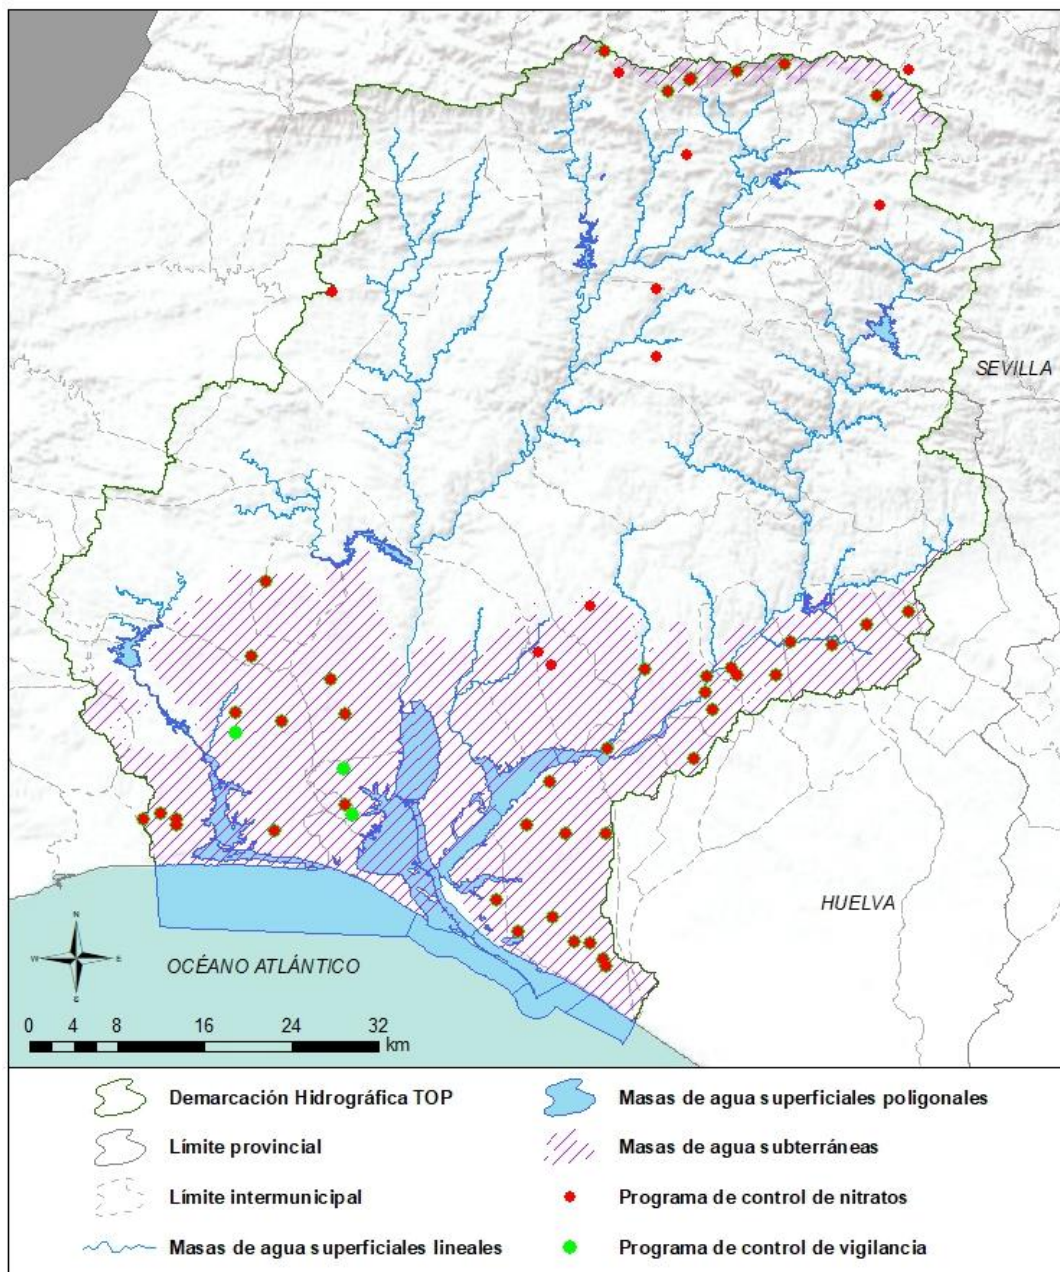 SEVILLA
HUELVA
OCÉANO ATLÁNTICO
N
W E
S
0 4 8 16 24 32
km
Demarcación Hidrográfica TOP
Masas de agua superficiales poligonales
Límite provincial
Masas de agua subterráneas
Límite intermunicipal
Programa de control de nitratos
Masas de agua superficiales lineales
Programa de control de vigilancia